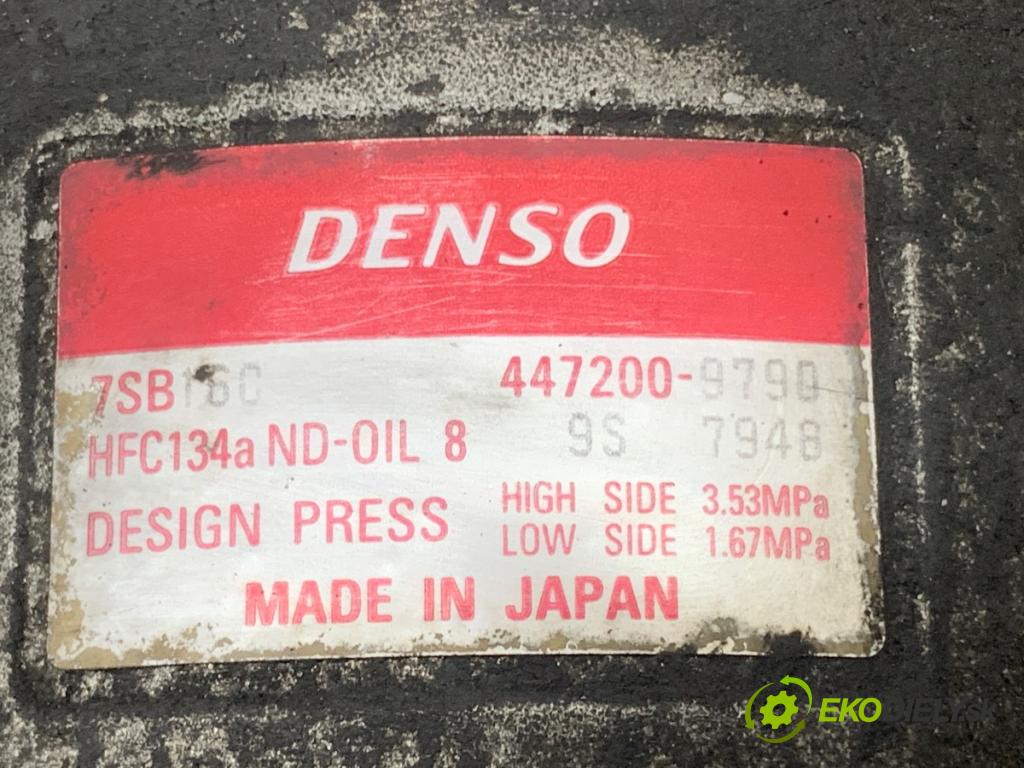 DENSO
7SB16C 447200-9790
HFC134a ND-OIL 8 9S 7948
DESIGN PRESS HIGH SIDE 3.53MPa
LOW SIDE 1.67MPa
MADE IN JAPAN
EKO